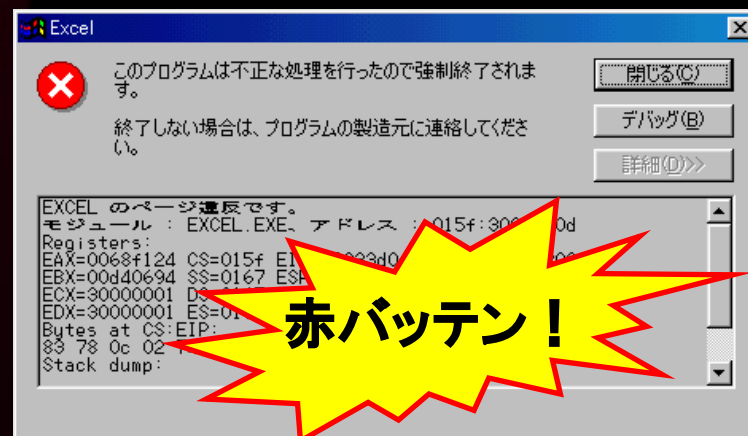 Excel
このプログラムは不正な処理を行ったので強制終了されま
す。
終了しない場合は、プログラムの製造元に連絡してくださ
い。
閉じる(C)
デバッグ(B)
詳細(D)>>
EXCEL のページ違反です。
モジュール : EXCEL.EXE、アドレス : 015f:300
Registers:
EAX=0068f124 CS=015f
EBX=00d40694 SS=0167
ECX=30000001
EDX=30000001
Bytes at CS:EIP:
83 78 0c 02
Stack dump:
赤バッテン！